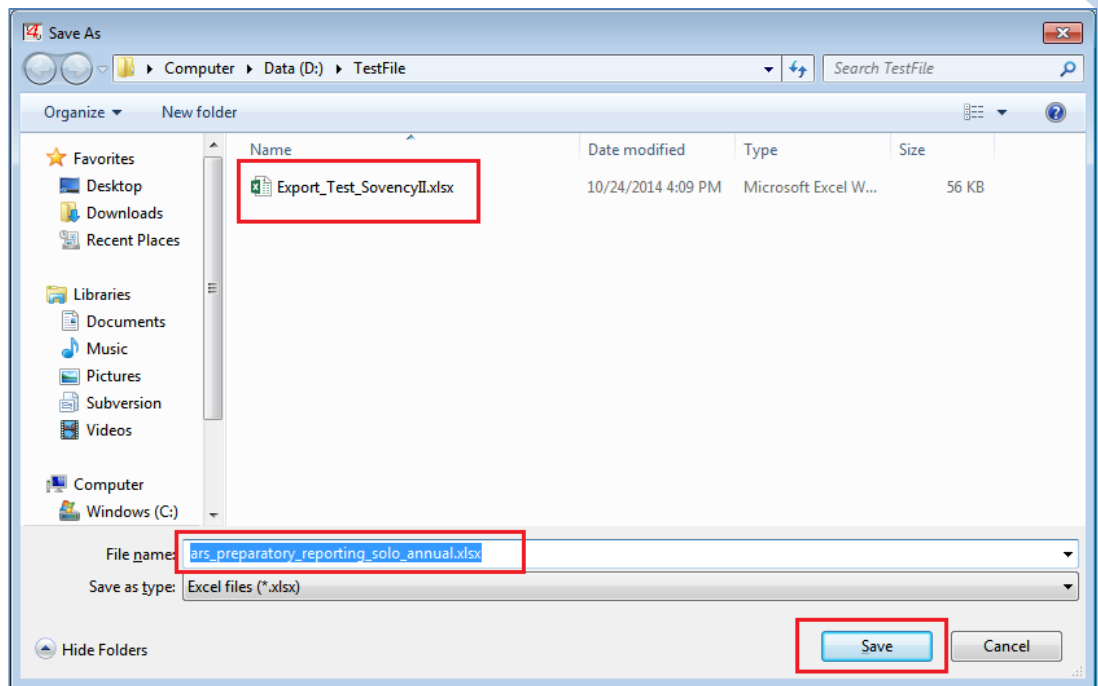 Save As
Computer Data (D:) TestFile
Search TestFile
Organize New folder
Name Date modified Type Size
Export_Test_SovencyII.xlsx 10/24/2014 4:09 PM Microsoft Excel W... 56 KB
Favorites
Desktop
Downloads
Recent Places
Libraries
Documents
Music
Pictures
Subversion
Videos
Computer
Windows (C:)
File name: ars_preparatory_reporting_solo_annual.xlsx
Save as type: Excel files (*.xlsx)
Hide Folders Save Cancel